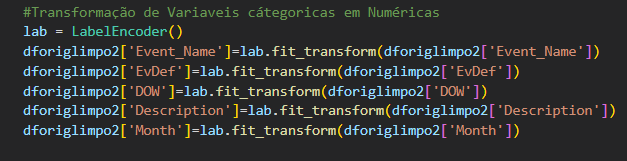 #Transformação de Variaveis cátegoricas em Numéricas
lab = LabelEncoder()
dforiglimpo2['Event_Name']=lab.fit_transform(dforiglimpo2['Event_Name'])
dforiglimpo2['EvDef']=lab.fit_transform(dforiglimpo2['EvDef'])
dforiglimpo2['DOW']=lab.fit_transform(dforiglimpo2['DOW'])
dforiglimpo2['Description']=lab.fit_transform(dforiglimpo2['Description'])
dforiglimpo2['Month']=lab.fit_transform(dforiglimpo2['Month'])